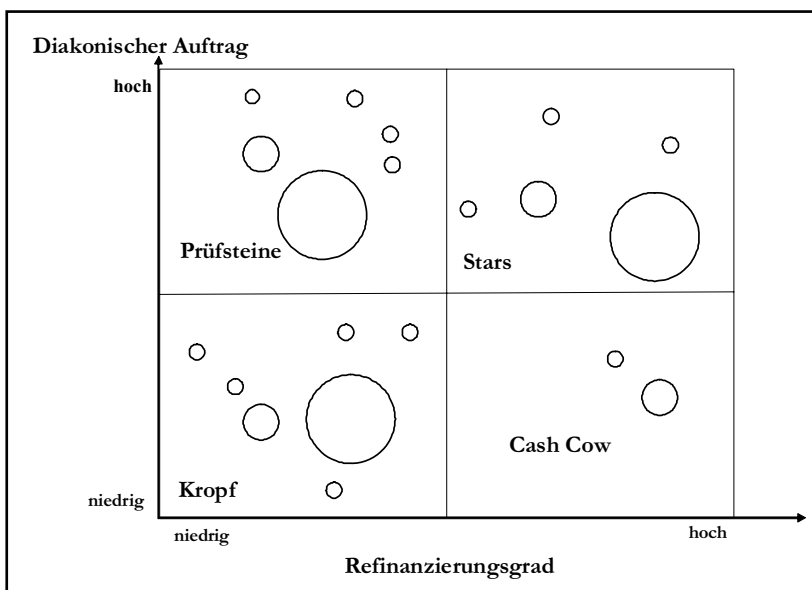 Diakonischer Auftrag
hoch
Prüfsteine
Stars
Cash Cow
Kropf
niedrig
niedrig
hoch
Refinanzierungsgrad